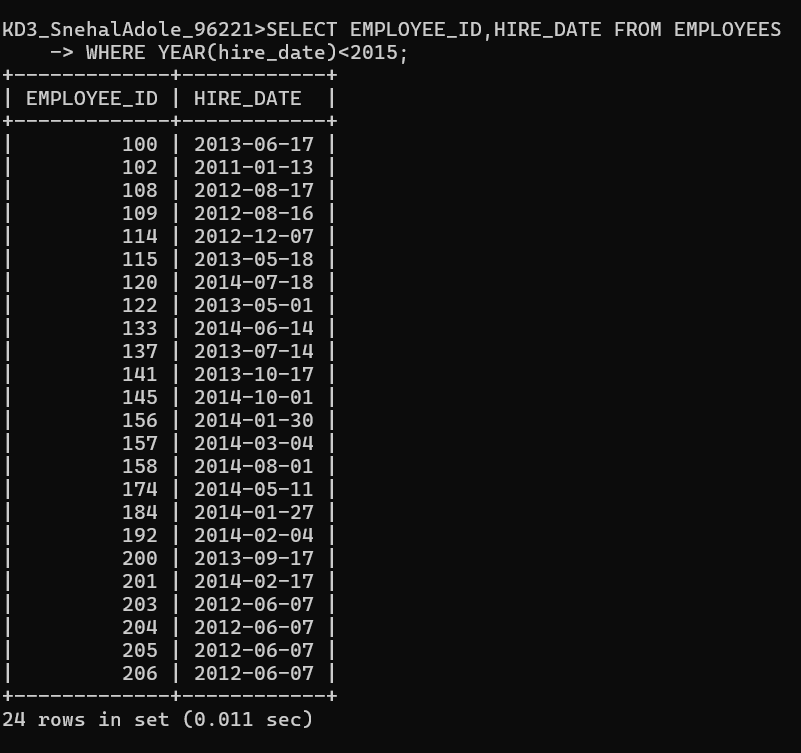 KD3_SnehalAdole_96221>SELECT EMPLOYEE_ID,HIRE_DATE FROM EMPLOYEES
    -> WHERE YEAR(hire_date)<2015;
+-------------+------------+
| EMPLOYEE_ID | HIRE_DATE  |
+-------------+------------+
|         100 | 2013-06-17 |
|         102 | 2011-01-13 |
|         108 | 2012-08-17 |
|         109 | 2012-08-16 |
|         114 | 2012-12-07 |
|         115 | 2013-05-18 |
|         120 | 2014-07-18 |
|         122 | 2013-05-01 |
|         133 | 2014-06-14 |
|         137 | 2013-07-14 |
|         141 | 2013-10-17 |
|         145 | 2014-10-01 |
|         156 | 2014-01-30 |
|         157 | 2014-03-04 |
|         158 | 2014-08-01 |
|         174 | 2014-05-11 |
|         184 | 2014-01-27 |
|         192 | 2014-02-04 |
|         200 | 2013-09-17 |
|         201 | 2014-02-17 |
|         203 | 2012-06-07 |
|         204 | 2012-06-07 |
|         205 | 2012-06-07 |
|         206 | 2012-06-07 |
+-------------+------------+
24 rows in set (0.011 sec)